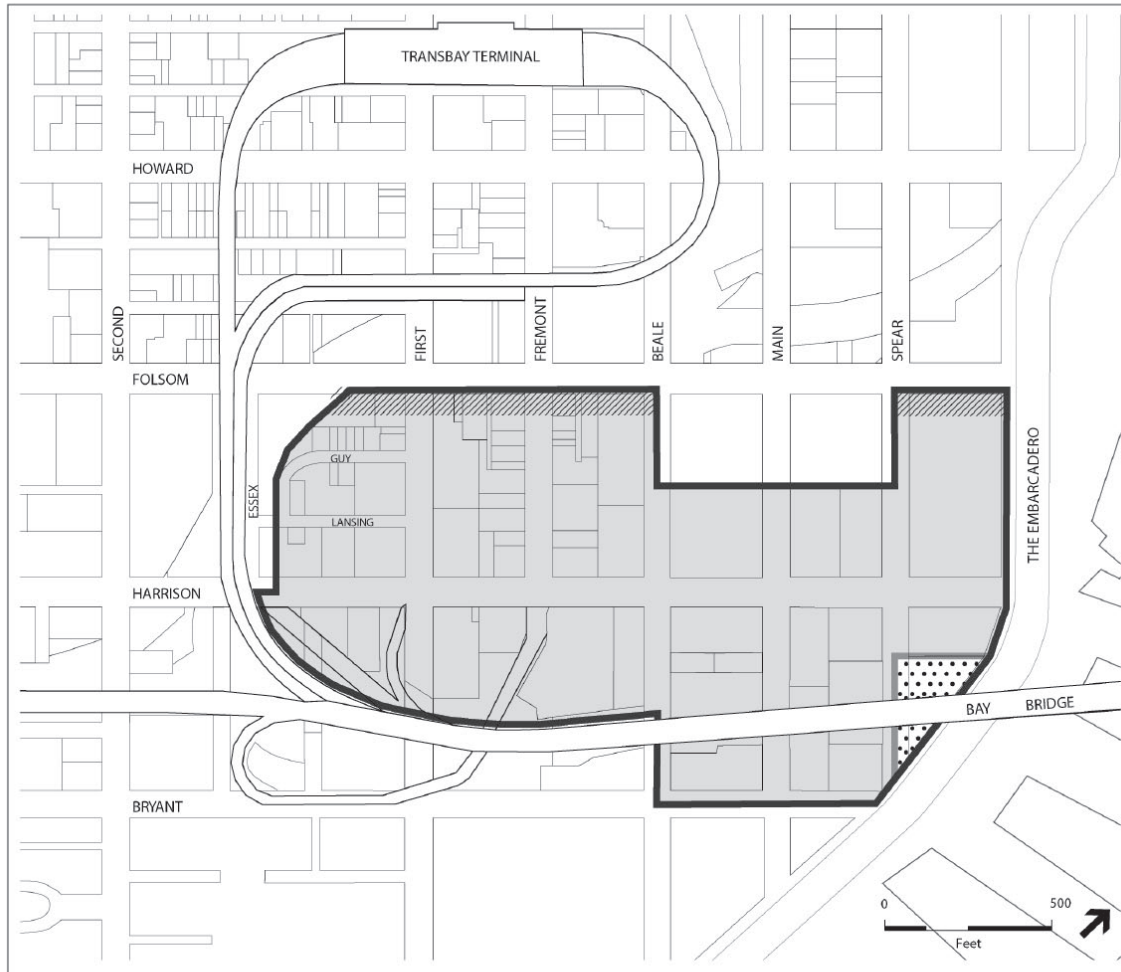 TRANSBAY TERMINAL
HOWARD
SECOND
FIRST
FREMONT
BEALE
MAIN
SPEAR
FOLSOM
THE EMBARCADERO
GUY
ESSEX
LANSING
HARRISON
BAY BRIDGE
BRYANT
0 500
Feet